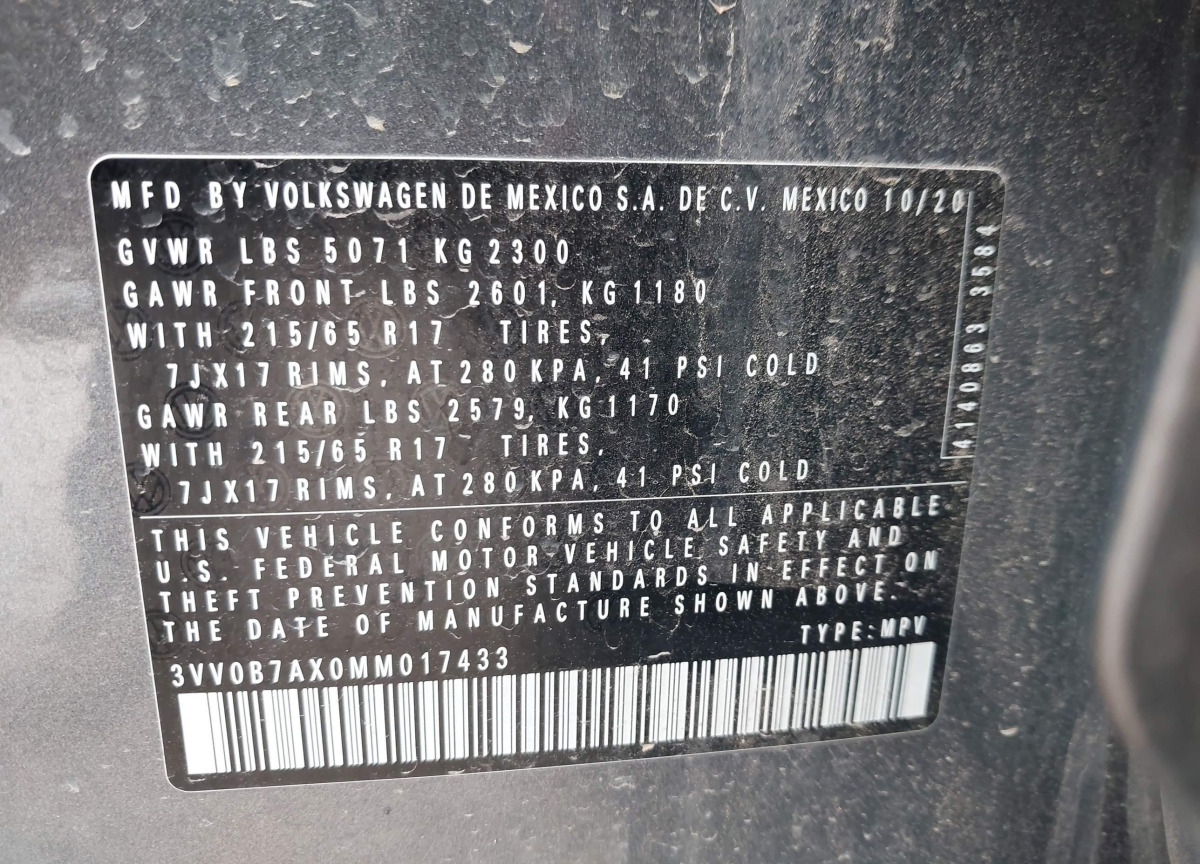 MFD BY VOLKSWAGEN DE MEXICO S.A. DE C.V. MEXICO 10/20
GVWR LBS 5071 KG 2300
GAWR FRONT LBS 2601, KG 1180
WITH 215/65 R17 TIRES,
7JX17 RIMS, AT 280 KPA, 41 PSI COLD
GAWR REAR LBS 2579, KG 1170
WITH 215/65 R17 TIRES,
7JX17 RIMS, AT 280 KPA, 41 PSI COLD
4140863 3584
THIS VEHICLE CONFORMS TO ALL APPLICABLE
U.S. FEDERAL MOTOR VEHICLE SAFETY AND
THEFT PREVENTION STANDARDS IN EFFECT ON
THE DATE OF MANUFACTURE SHOWN ABOVE.
TYPE: MPV
3VV0B7AX0MM017433